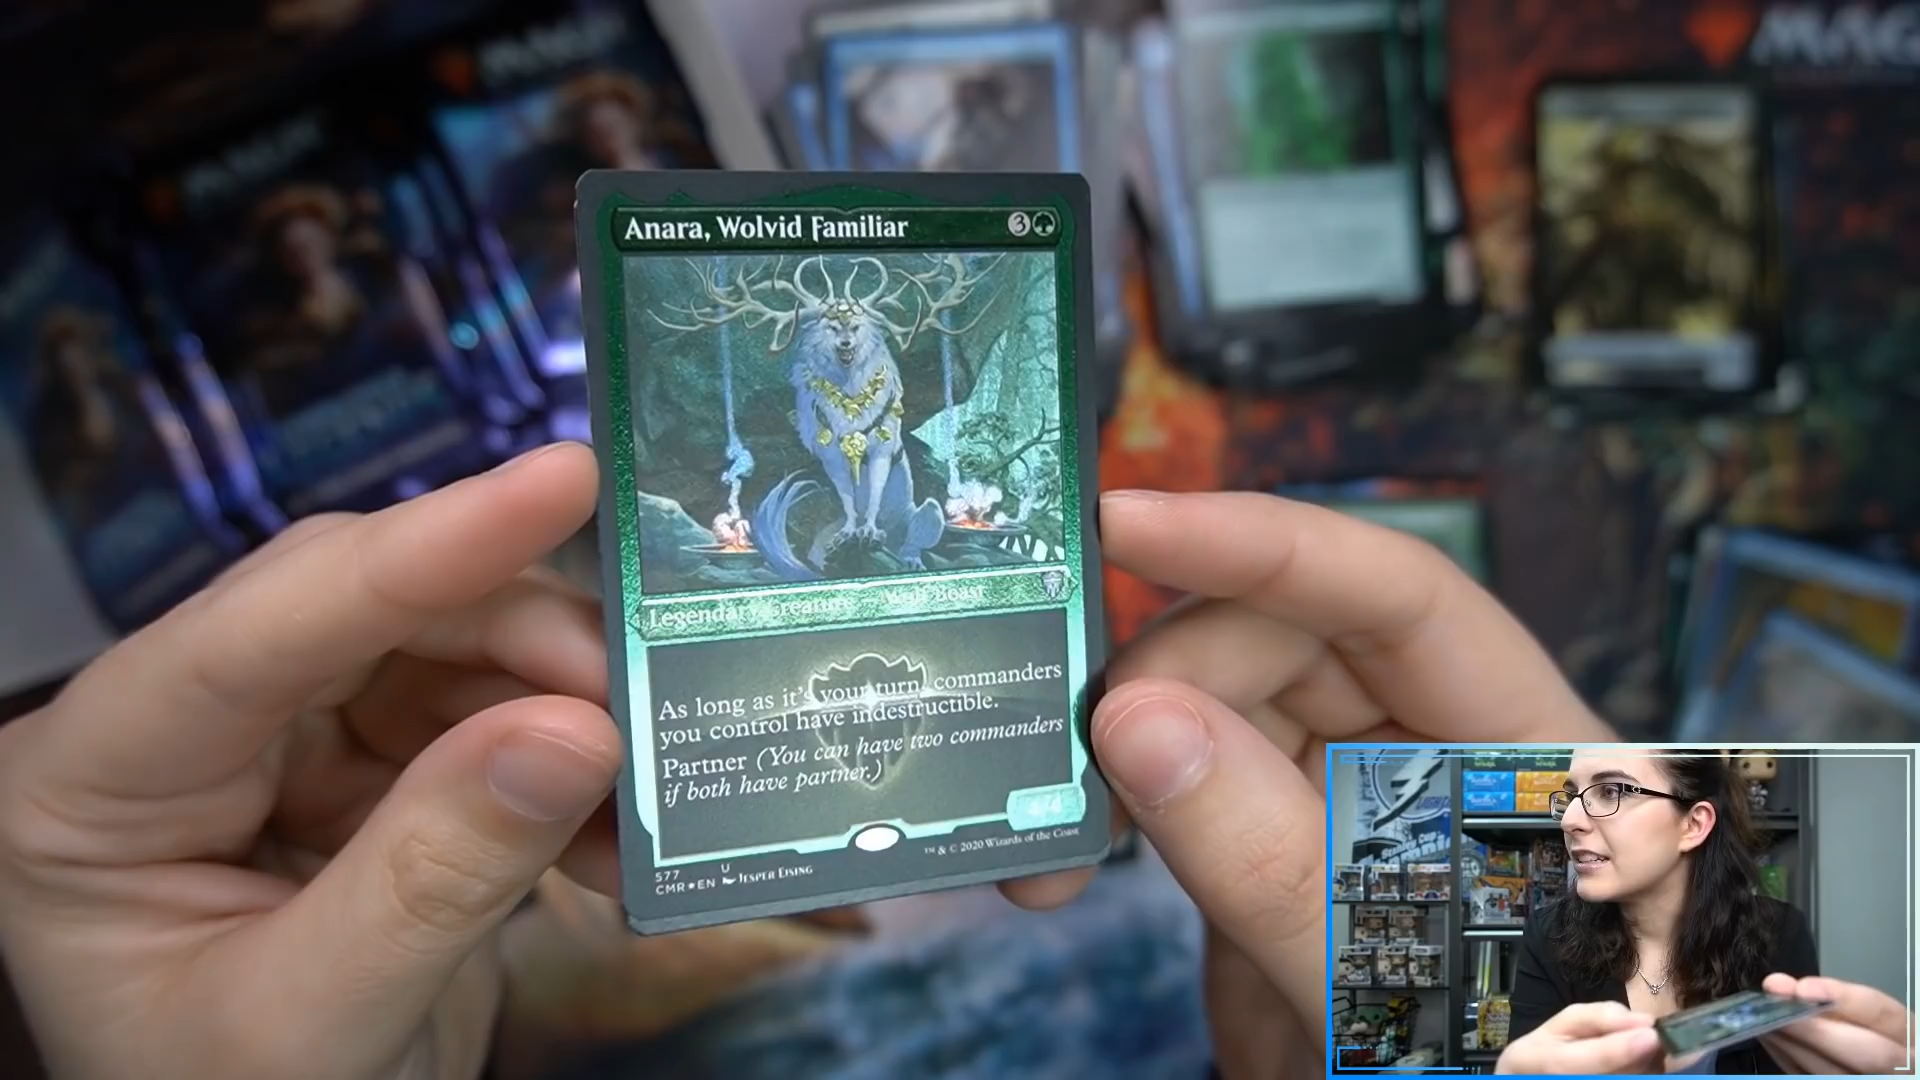 MAGIC
Anara, Wolvid Familiar
3
Legendary Creature — Wolf Beast
As long as it's your turn, commanders
you control have indestructible.
Partner (You can have two commanders
if both have partner.)
4/4
577 U
CMR★EN Jesper Ejsing
™ & © 2020 Wizards of the Coast